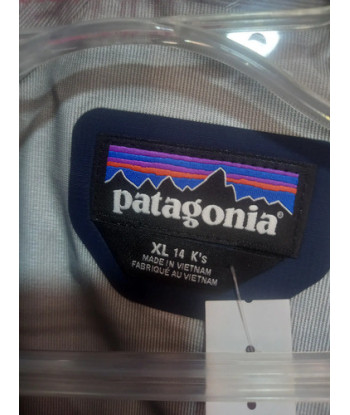 patagonia®
XL 14 K's
MADE IN VIETNAM
FABRIQUÉ AU VIETNAM